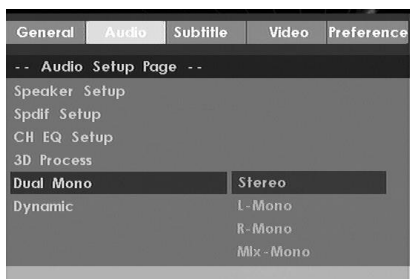 General Audio Subtitle Video Preference
-- Audio Setup Page --
Speaker Setup
Spdif Setup
CH EQ Setup
3D Process
Dual Mono Stereo
Dynamic L-Mono
R-Mono
MIx-Mono